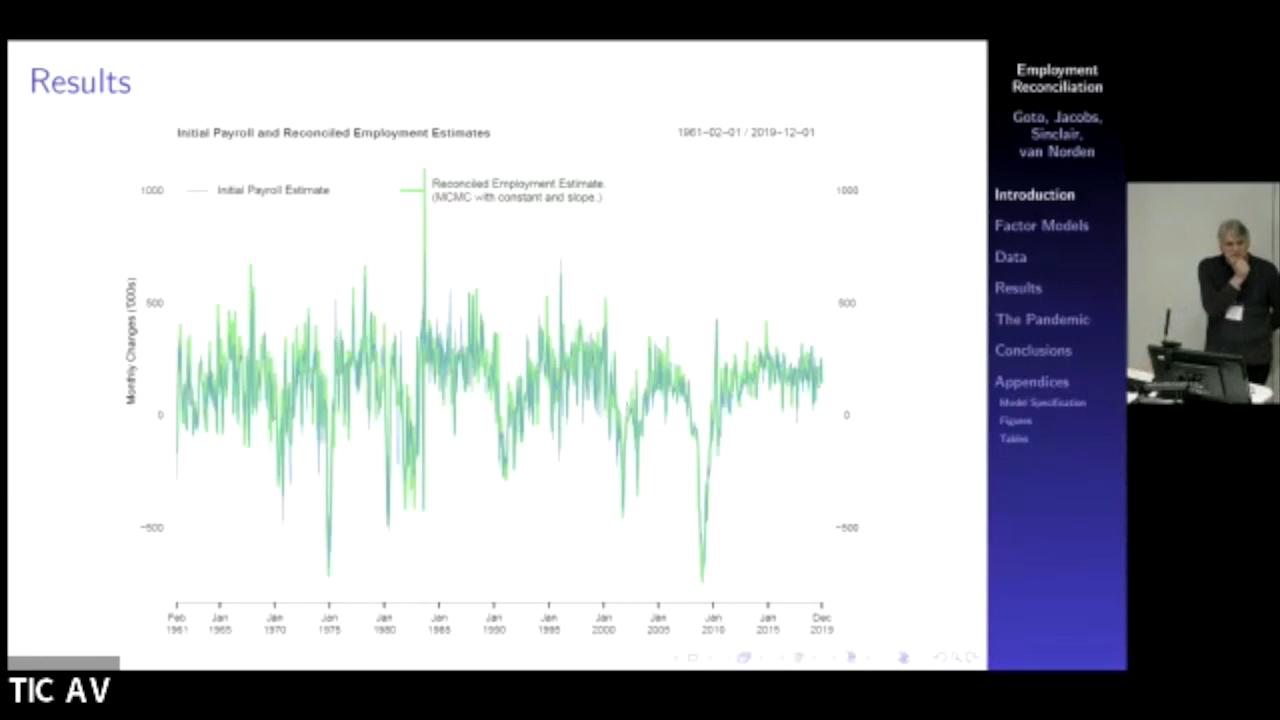 Results
Initial Payroll and Reconciled Employment Estimates
1961-02-01 / 2019-12-01
1000
Initial Payroll Estimate
Reconciled Employment Estimate.
(MCMC with constant and slope.)
1000
Monthly Changes ('000s)
500
500
0
0
-500
-500
Feb Jan Jan Jan Jan Jan Jan Jan Jan Jan Jan Jan Dec
1961 1965 1970 1975 1980 1985 1990 1995 2000 2005 2010 2015 2019
Employment
Reconciliation
Goto, Jacobs,
Sinclair,
van Norden
Introduction
Factor Models
Data
Results
The Pandemic
Conclusions
Appendices
Model Specification
Figures
Tables
TIC AV